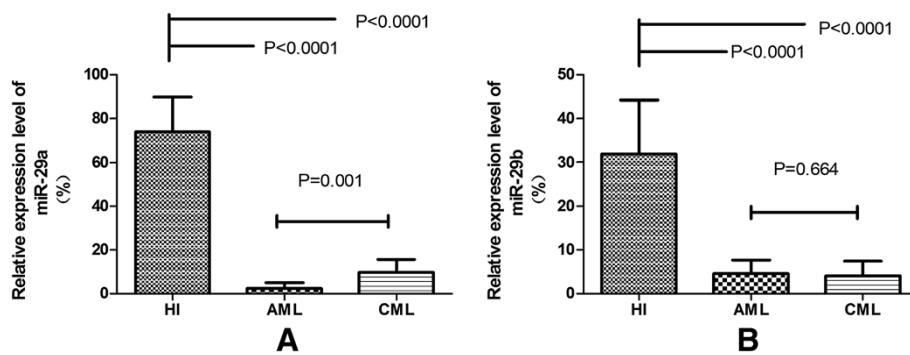 P<0.0001
P<0.0001
Relative expression level of
miR-29a
(%)
100
80
60
40
20
0
P=0.001
HI
AML
CML
A
P<0.0001
P<0.0001
Relative expression level of
miR-29b
(%)
50
40
30
20
10
0
P=0.664
HI
AML
CML
B